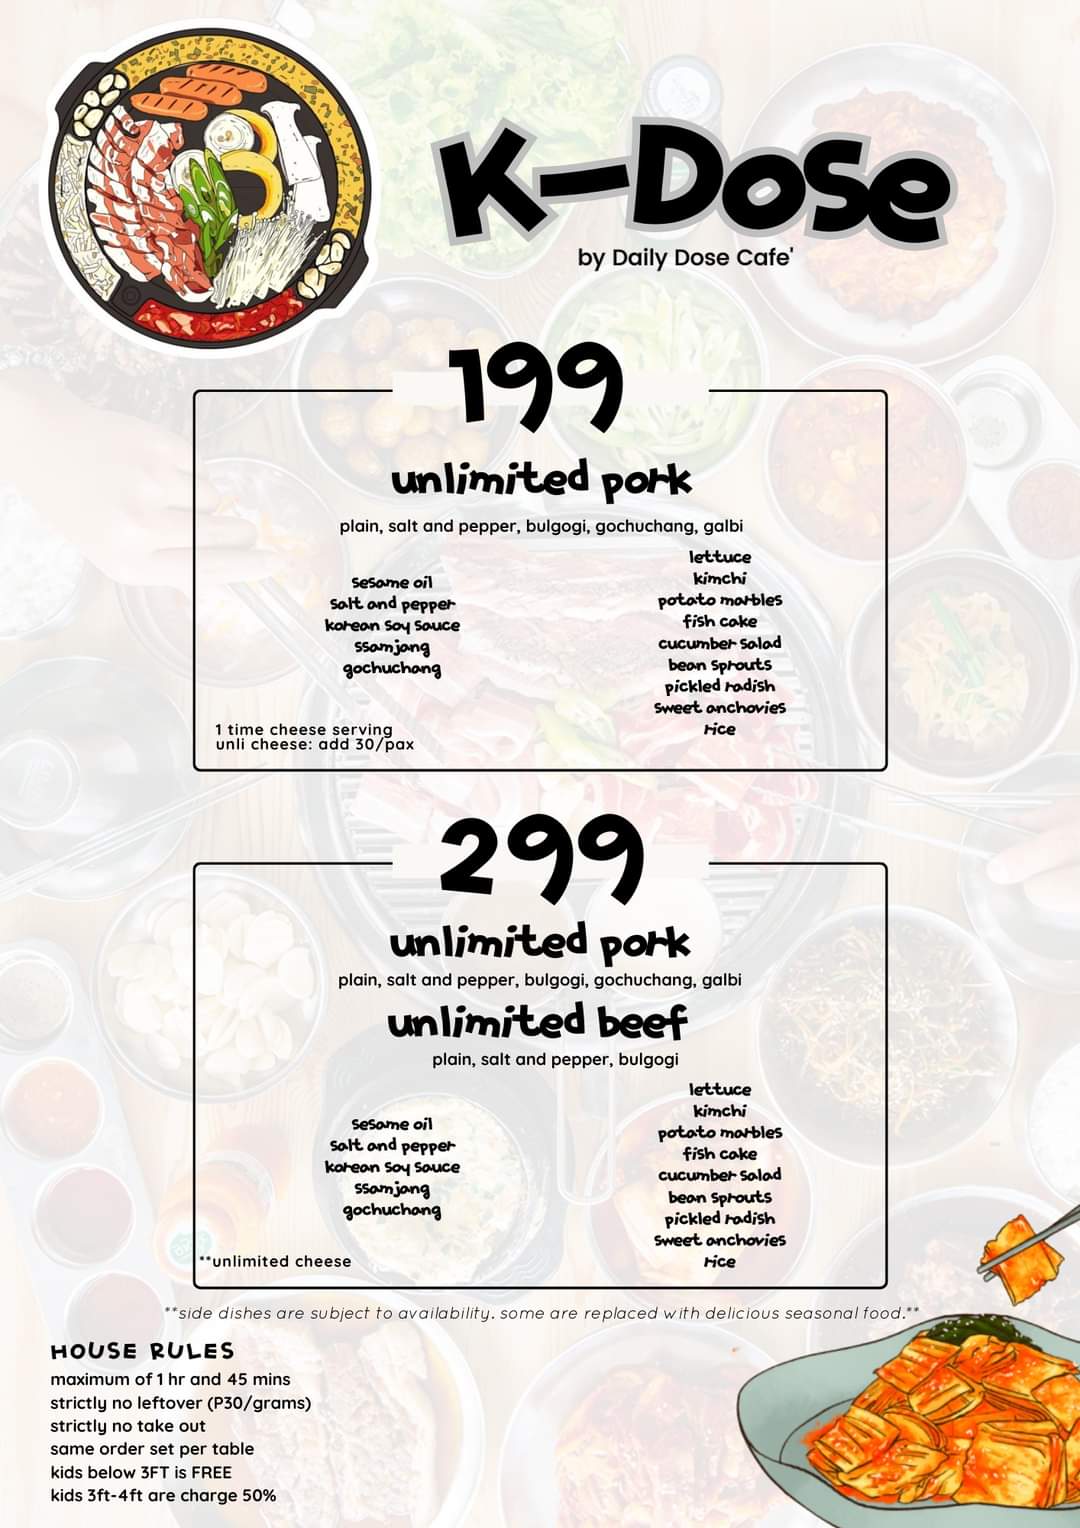 K-Dose
by Daily Dose Cafe'
199
unlimited pork
plain, salt and pepper, bulgogi, gochuchang, galbi
sesame oil
salt and pepper
korean soy sauce
ssamjang
gochuchang
lettuce
kimchi
potato marbles
fish cake
cucumber salad
bean sprouts
pickled radish
sweet anchovies
rice
1 time cheese serving
unli cheese: add 30/pax
299
unlimited pork
plain, salt and pepper, bulgogi, gochuchang, galbi
unlimited beef
plain, salt and pepper, bulgogi
sesame oil
salt and pepper
korean soy sauce
ssamjang
gochuchang
lettuce
kimchi
potato marbles
fish cake
cucumber salad
bean sprouts
pickled radish
sweet anchovies
rice
**unlimited cheese
**side dishes are subject to availability. some are replaced with delicious seasonal food.**
HOUSE RULES
maximum of 1 hr and 45 mins
strictly no leftover (P30/grams)
strictly no take out
same order set per table
kids below 3FT is FREE
kids 3ft-4ft are charge 50%